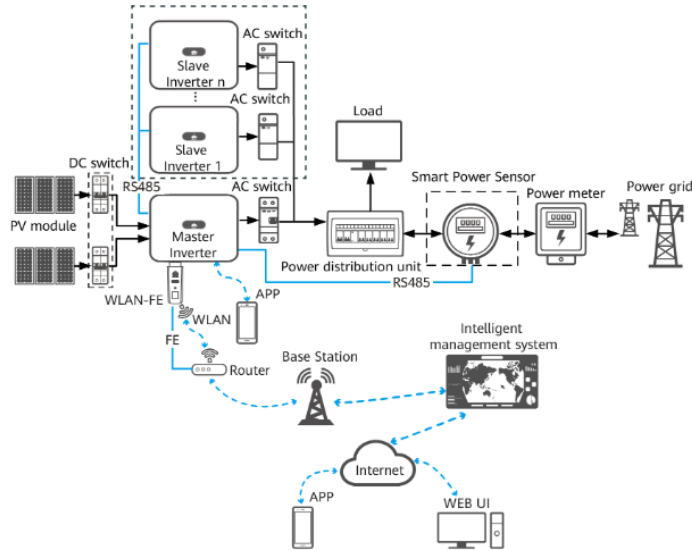 AC switch
Slave
Inverter n
AC switch
Slave
Inverter 1
Load
DC switch
RS485
AC switch
Smart Power Sensor
Power meter
Power grid
PV module
Master
Inverter
Power distribution unit
RS485
WLAN-FE
WLAN
APP
FE
Router
Base Station
Intelligent
management system
Internet
APP
WEB UI